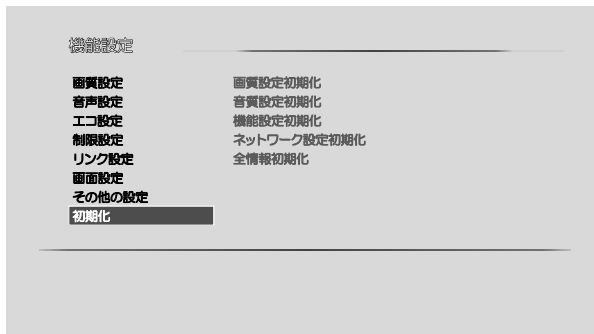 機能設定
画質設定 画質設定初期化
音声設定 音質設定初期化
エコ設定 機能設定初期化
制限設定 ネットワーク設定初期化
リンク設定 全情報初期化
画面設定
その他の設定
初期化